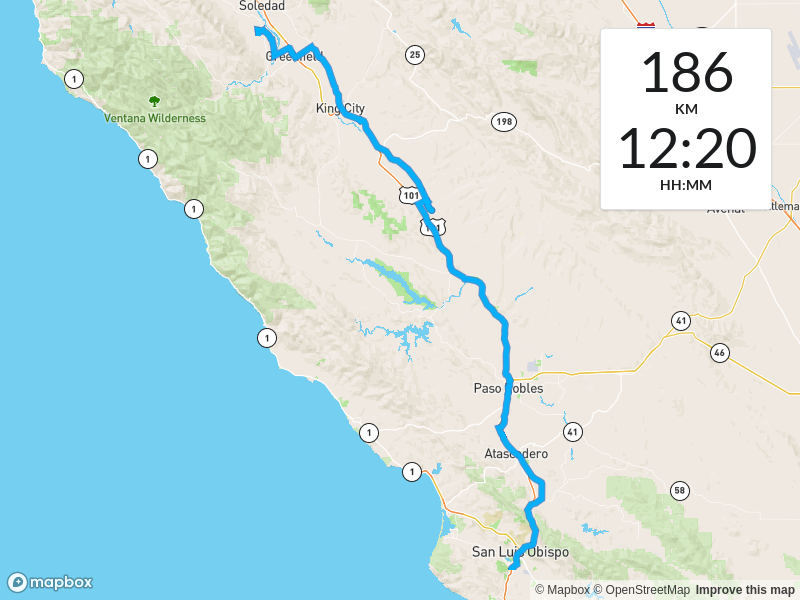 Soledad
Greenfield
1
25
Ventana Wilderness
King City
198
1
101
1
101
41
46
1
Paso Robles
1
41
Atascadero
1
58
San Luis Obispo
186
KM
12:20
HH:MM
mapbox
© Mapbox © OpenStreetMap Improve this map